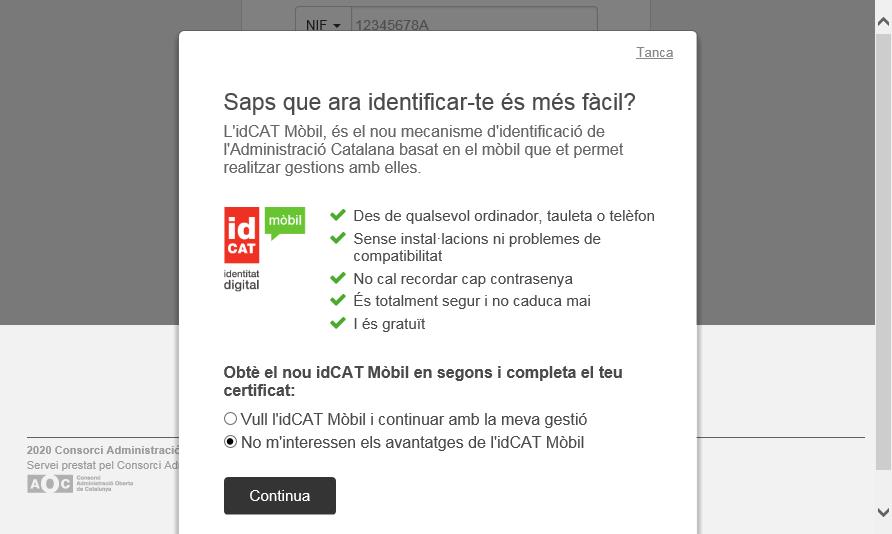 NIF
12345678A
Tanca
Saps que ara identificar-te és més fàcil?
L'idCAT Mòbil, és el nou mecanisme d'identificació de
l'Administració Catalana basat en el mòbil que et permet
realitzar gestions amb elles.
id
CAT
mòbil
identitat
digital
Des de qualsevol ordinador, tauleta o telèfon
Sense instal·lacions ni problemes de
compatibilitat
No cal recordar cap contrasenya
És totalment segur i no caduca mai
I és gratuït
Obtè el nou idCAT Mòbil en segons i completa el teu
certificat:
Vull l'idCAT Mòbil i continuar amb la meva gestió
No m'interessen els avantatges de l'idCAT Mòbil
Continua
2020 Consorci Administració
Servei prestat pel Consorci Ad
AOC
Consorci
Administració Oberta
de Catalunya